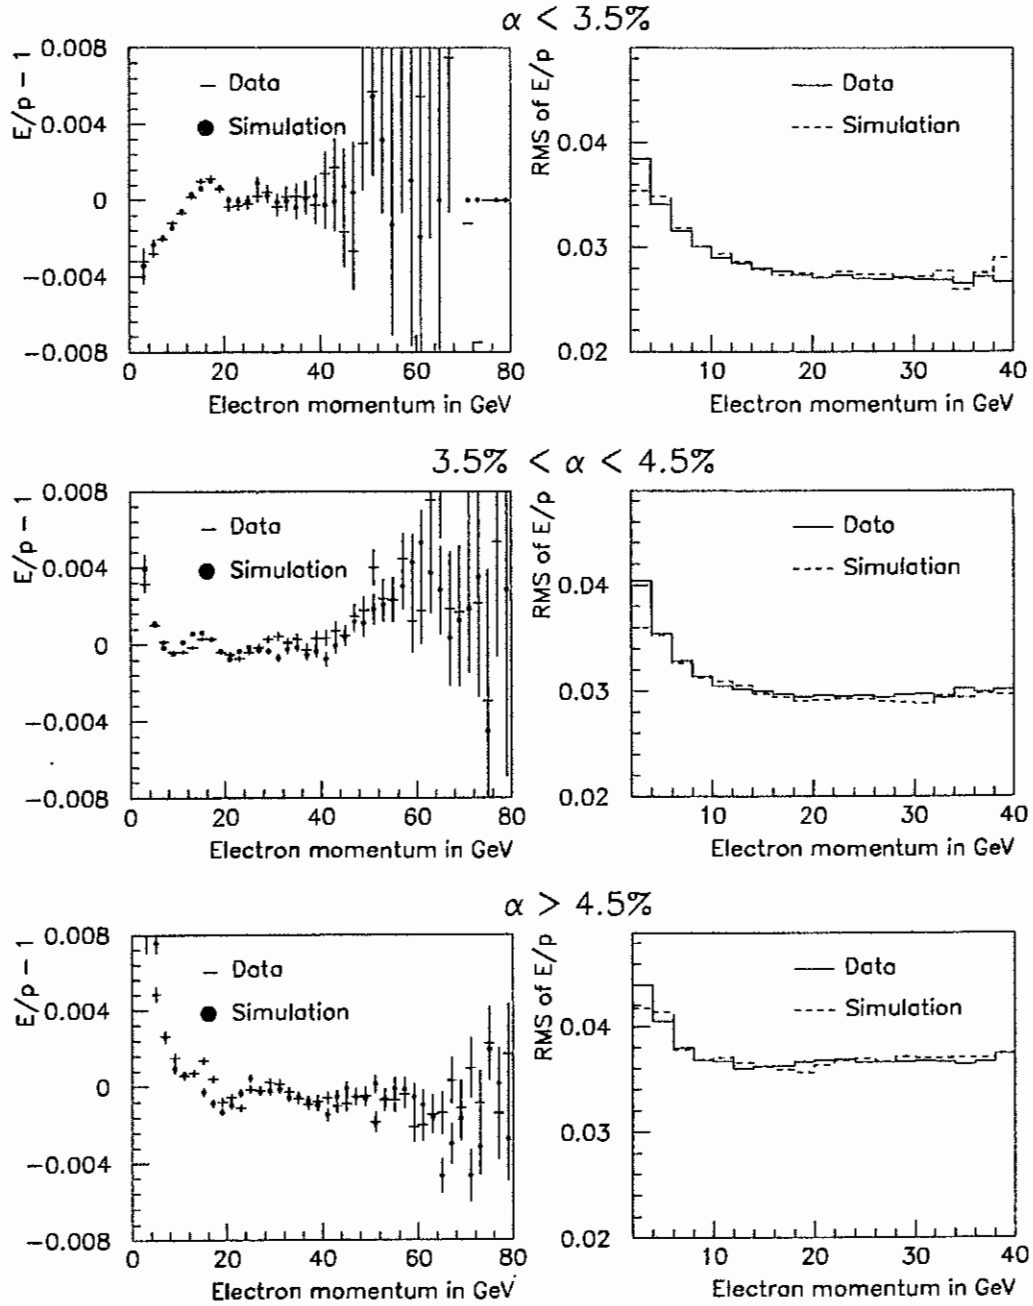 α < 3.5%
E/p − 1
0.008
0.004
0
−0.004
−0.008
Data
Simulation
0 20 40 60 80
Electron momentum in GeV
RMS of E/p
0.04
0.03
0.02
Data
Simulation
10 20 30 40
Electron momentum in GeV
3.5% < α < 4.5%
E/p − 1
0.008
0.004
0
−0.004
−0.008
Data
Simulation
0 20 40 60 80
Electron momentum in GeV
RMS of E/p
0.04
0.03
0.02
Data
Simulation
10 20 30 40
Electron momentum in GeV
α > 4.5%
E/p − 1
0.008
0.004
0
−0.004
−0.008
Data
Simulation
0 20 40 60 80
Electron momentum in GeV
RMS of E/p
0.04
0.03
0.02
Data
Simulation
10 20 30 40
Electron momentum in GeV